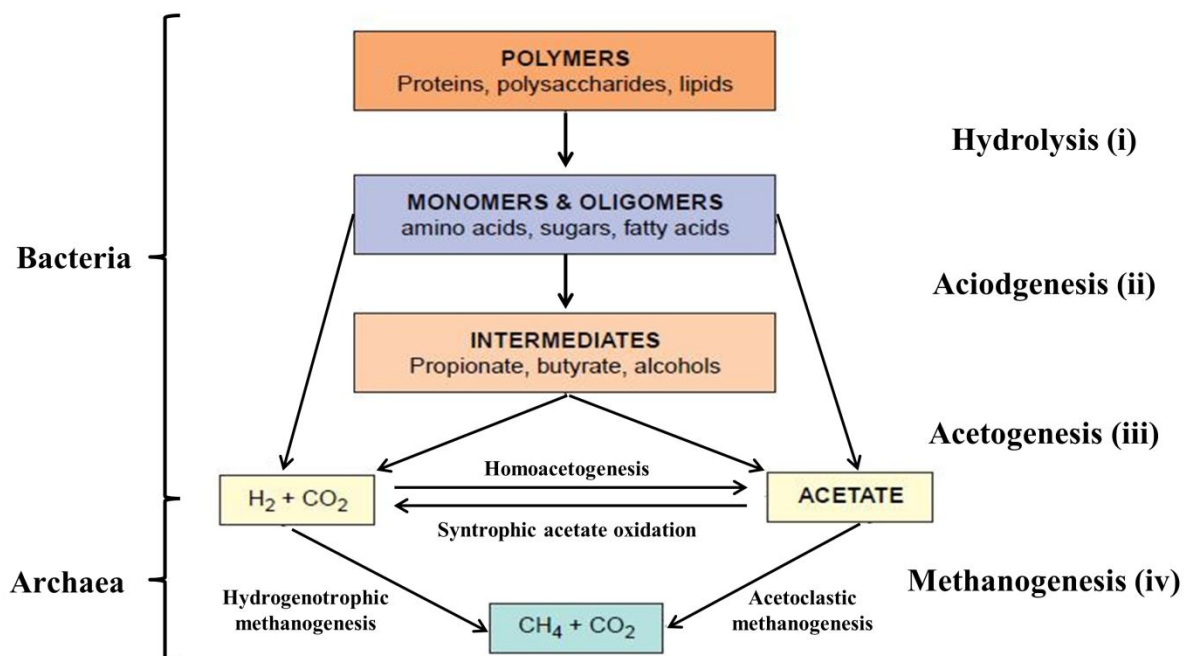 POLYMERS
Proteins, polysaccharides, lipids
Hydrolysis (i)
MONOMERS & OLIGOMERS
amino acids, sugars, fatty acids
Bacteria
Aciodgenesis (ii)
INTERMEDIATES
Propionate, butyrate, alcohols
Acetogenesis (iii)
Homoacetogenesis
H₂ + CO₂
ACETATE
Syntrophic acetate oxidation
Archaea
Methanogenesis (iv)
Hydrogenotrophic
methanogenesis
Acetoclastic
methanogenesis
CH₄ + CO₂